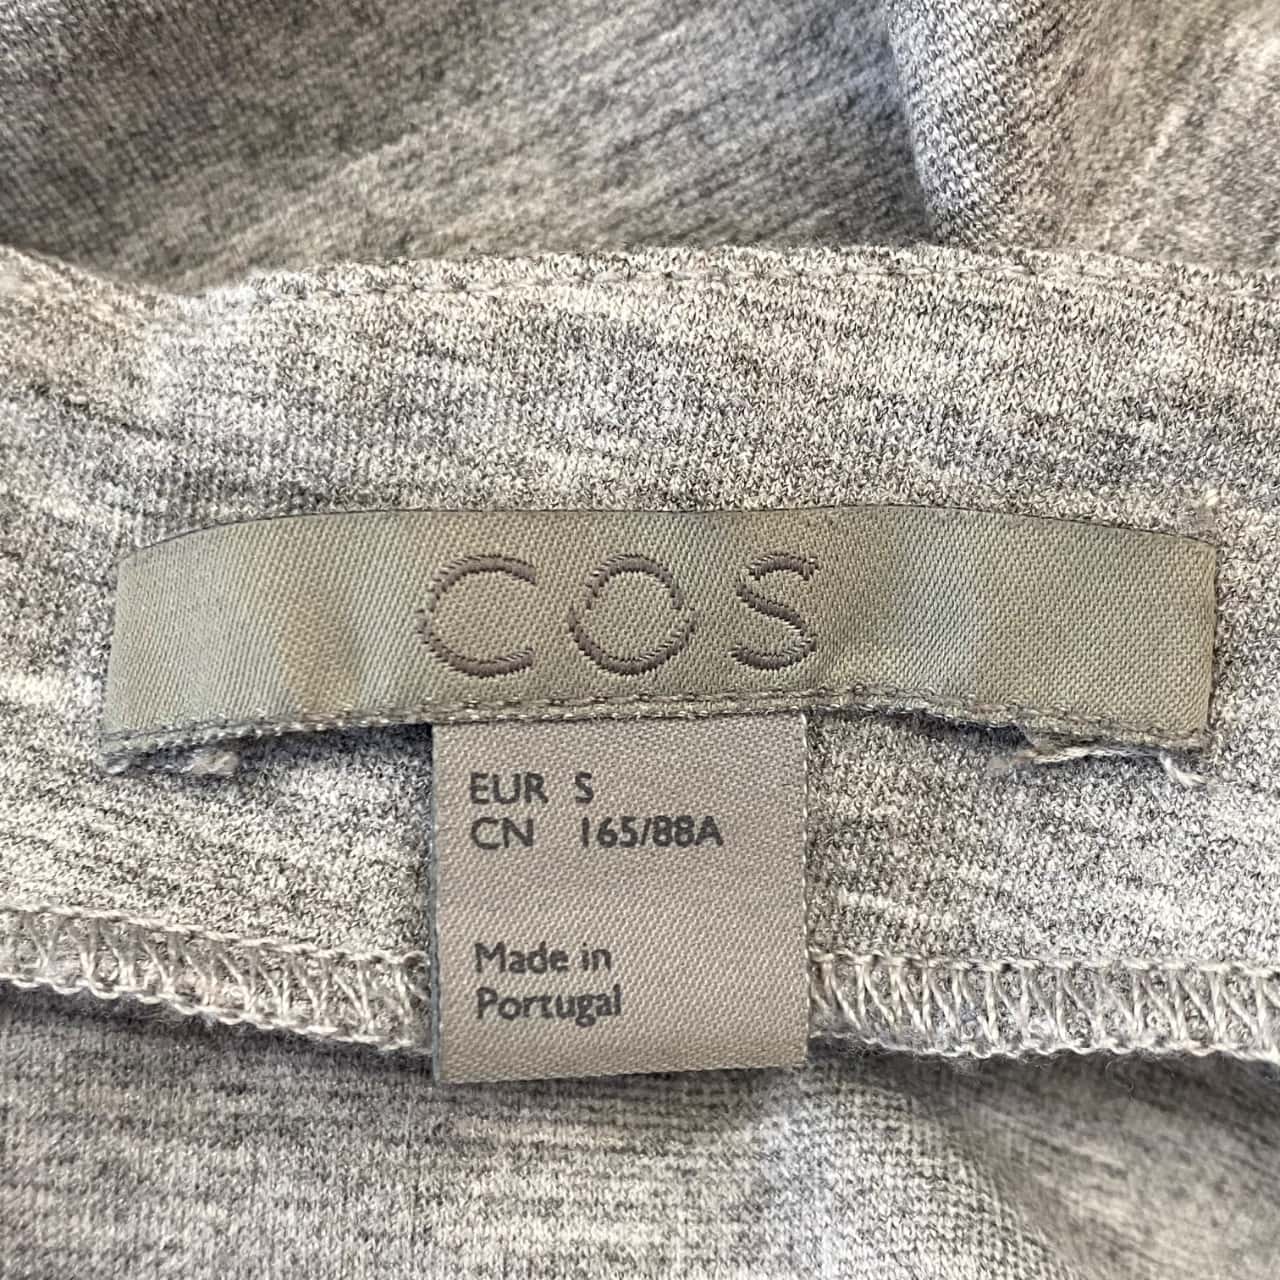 COS
EUR S
CN 165/88A
Made in
Portugal